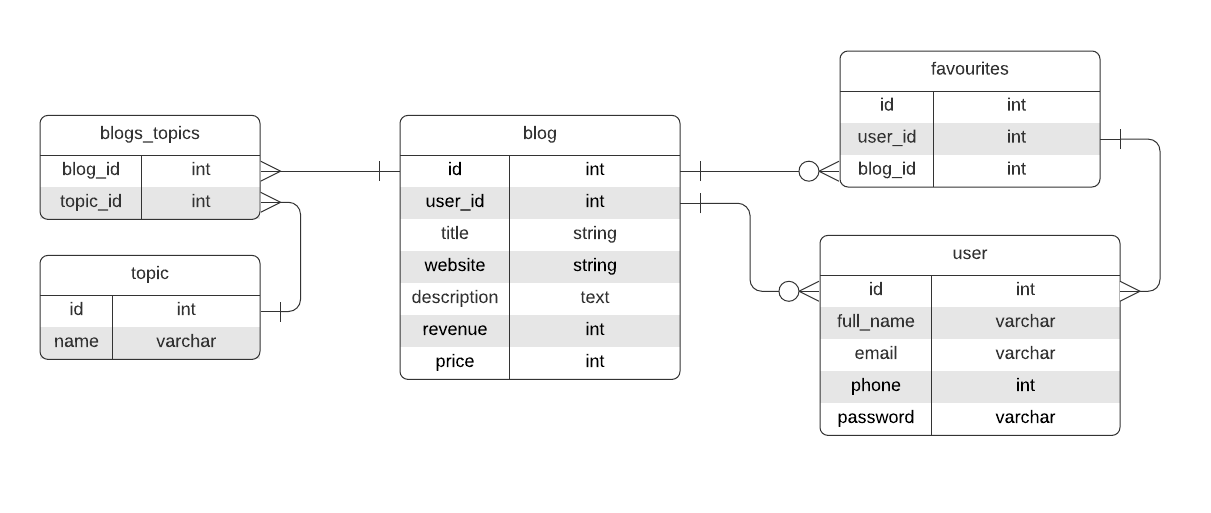 blogs_topics
blog_id int
topic_id int
topic
id int
name varchar
blog
id int
user_id int
title string
website string
description text
revenue int
price int
favourites
id int
user_id int
blog_id int
user
id int
full_name varchar
email varchar
phone int
password varchar